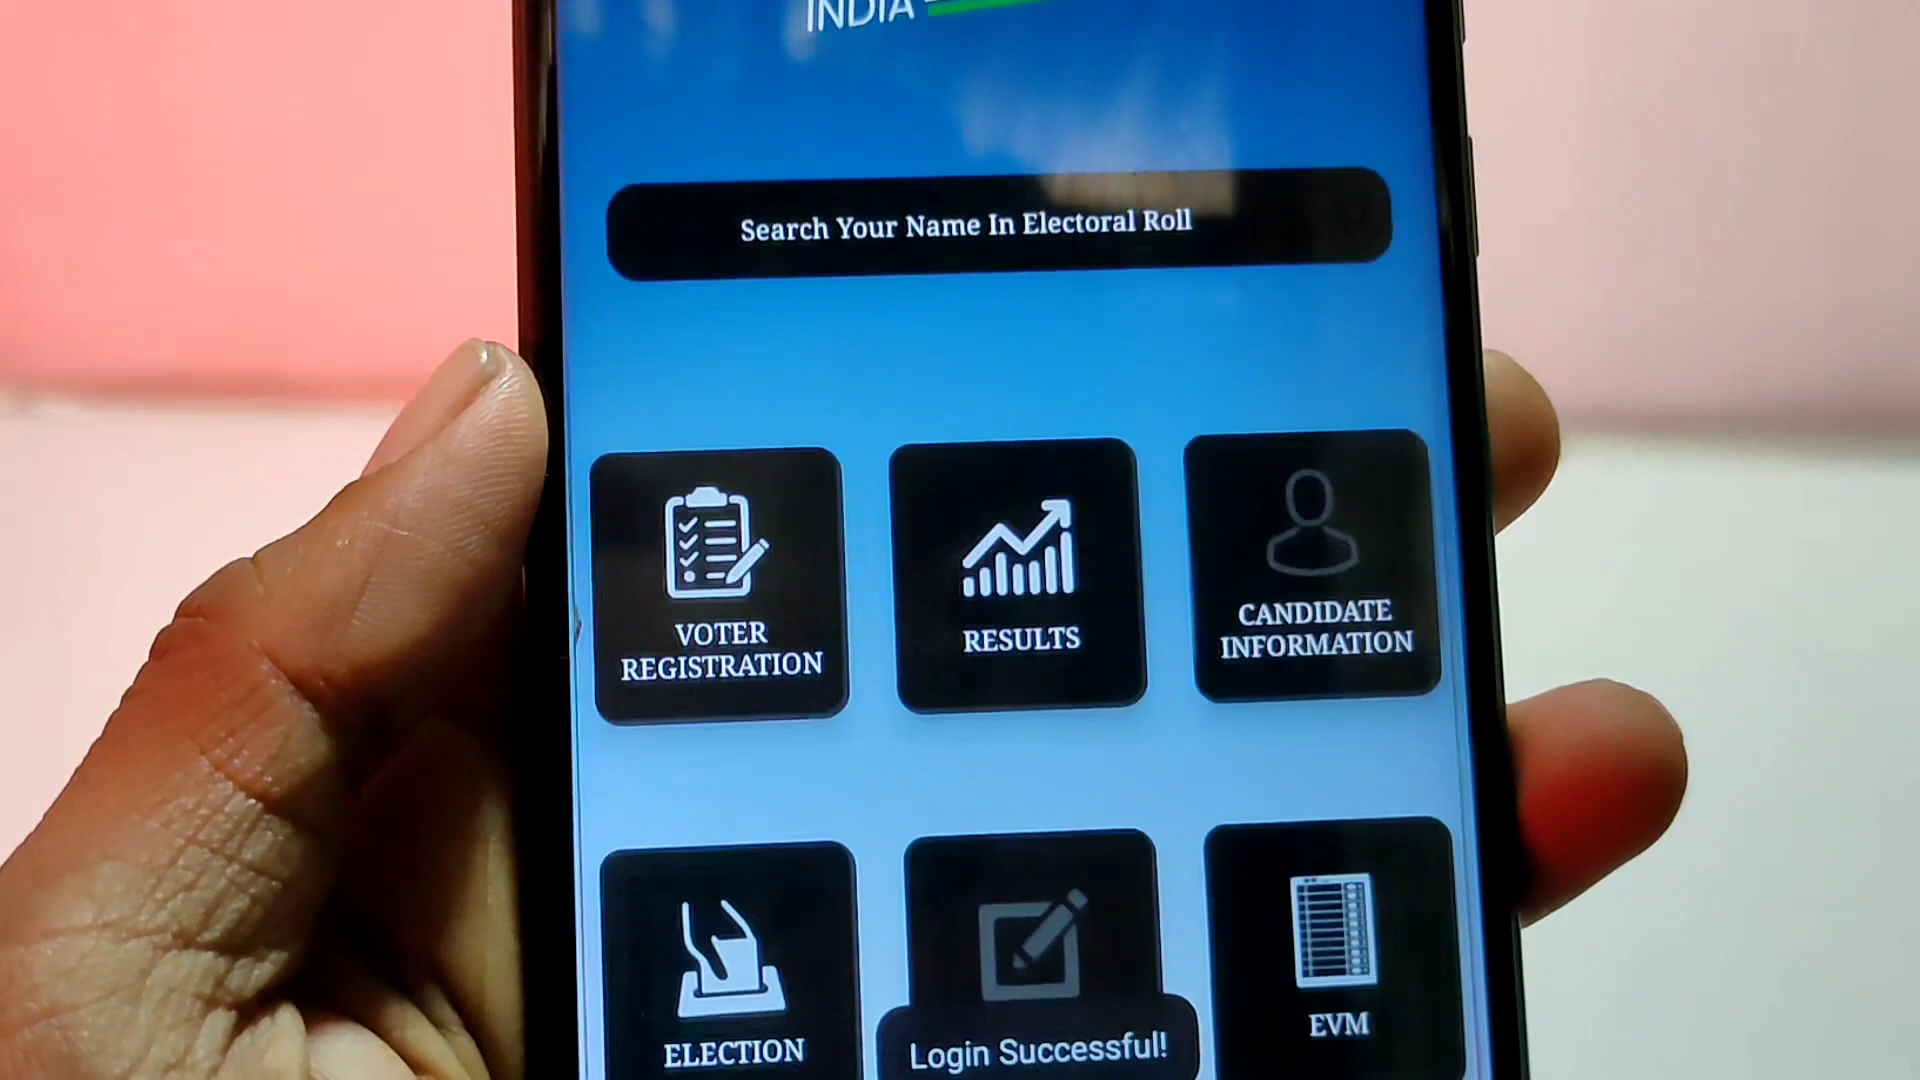 INDIA
Search Your Name In Electoral Roll
VOTER
REGISTRATION
RESULTS
CANDIDATE
INFORMATION
ELECTION
Login Successful!
EVM